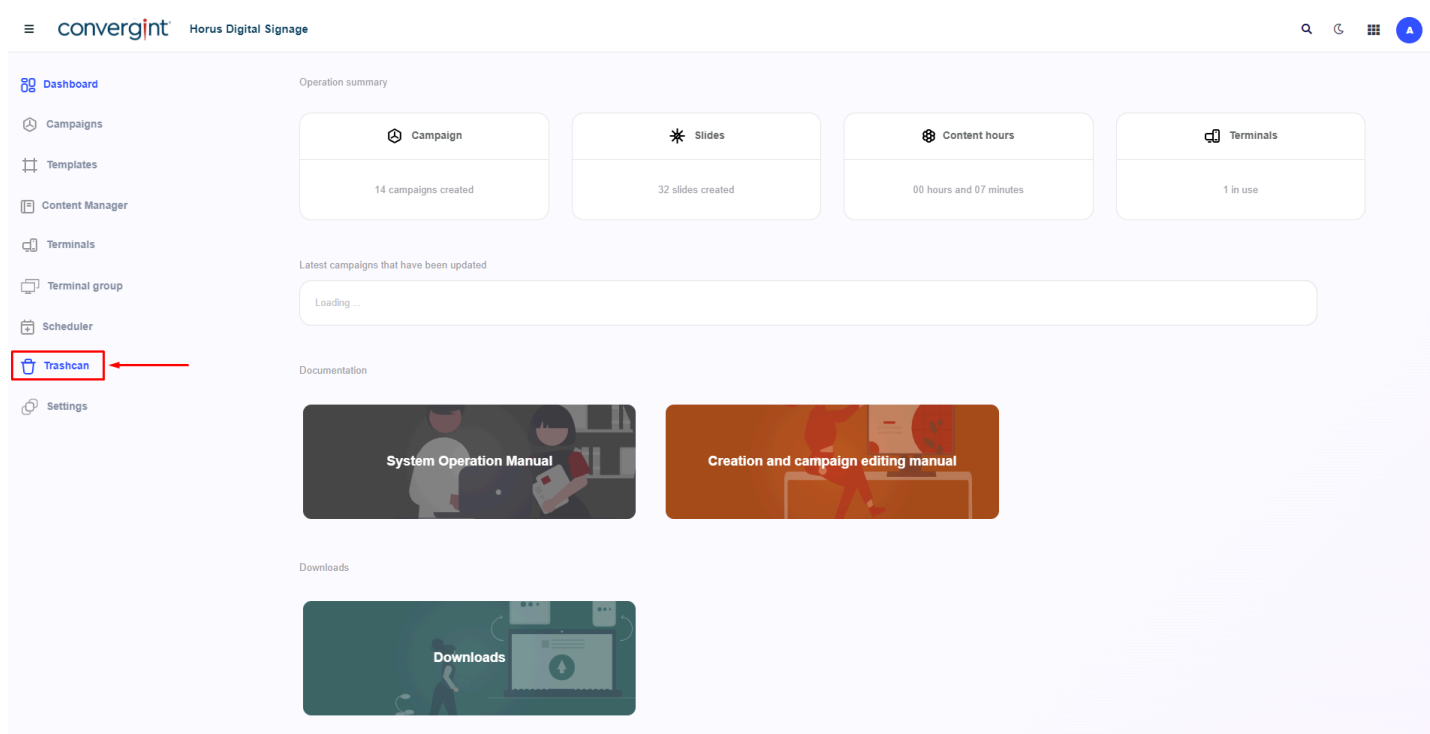 convergint Horus Digital Signage
A
Dashboard
Campaigns
Templates
Content Manager
Terminals
Terminal group
Scheduler
Trashcan
Settings
Operation summary
Campaign
14 campaigns created
Slides
32 slides created
Content hours
00 hours and 07 minutes
Terminals
1 in use
Latest campaigns that have been updated
Loading ...
Documentation
System Operation Manual
Creation and campaign editing manual
Downloads
Downloads